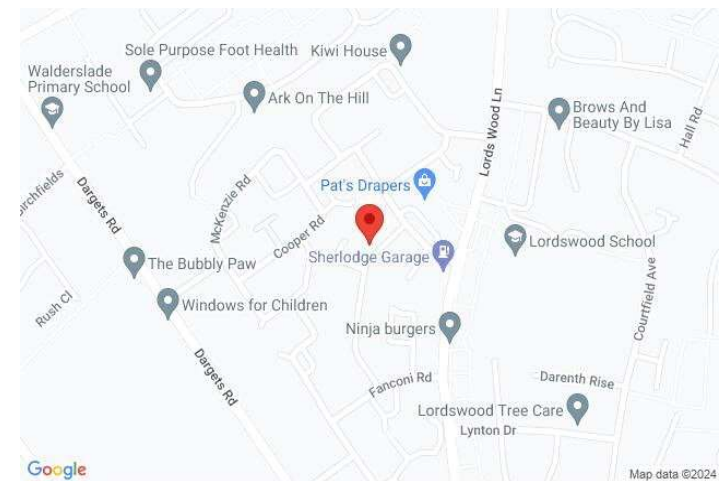 Sole Purpose Foot Health
Kiwi House
Walderslade
Primary School
Ark On The Hill
Brows And
Beauty By Lisa
Hall Rd
Lords Wood Ln
Pat's Drapers
McKenzie Rd
Dargets Rd
Cooper Rd
Lordswood School
Sherlodge Garage
The Bubbly Paw
Courtfield Ave
Rush Cl
Windows for Children
Ninja burgers
Dargets Rd
Fanconi Rd
Darenth Rise
Lordswood Tree Care
Lynton Dr
Google
Map data ©2024